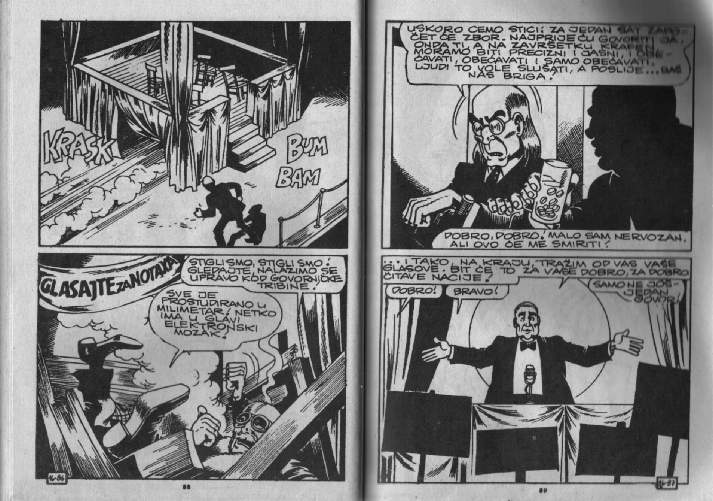 KRASK
BUM
BAM
GLASAJTE ZA NOTAKA
STIGLI SMO, STIGLI SMO!
GLEDAJTE, NALAZIMO SE
UPRAVO KOD GOVORNIČKE
TRIBINE.
SVE JE
PROSTUDIRANO U
MILIMETAR! NETKO
IMA U GLAVI
ELEKTRONSKI
MOZAK!
88
USKORO ĆEMO STIĆI: ZA JEDAN SAT ZAPO-
ČET ĆE ZBOR. NAJPRIJE ĆU GOVORITI JA,
ONDA TI, A NA ZAVRŠETKU KRAPEN.
MORAMO BITI PRECIZNI I JASNI, I OBE-
ĆAVATI, OBEĆAVATI I SAMO OBEĆAVATI.
LJUDI TO VOLE SLUŠATI, A POSLIJE... BAŠ
NAS BRIGA!
DOBRO, DOBRO! MALO SAM NERVOZAN,
ALI OVO ĆE ME SMIRITI!
...I TAKO, NA KRAJU, TRAŽIM OD VAS VAŠE
GLASOVE. BIT ĆE TO ZA VAŠE DOBRO, ZA DOBRO
ČITAVE NACIJE!
DOBRO!
BRAVO!
SAMO NE JOŠ
JEDAN
GOVOR!
89